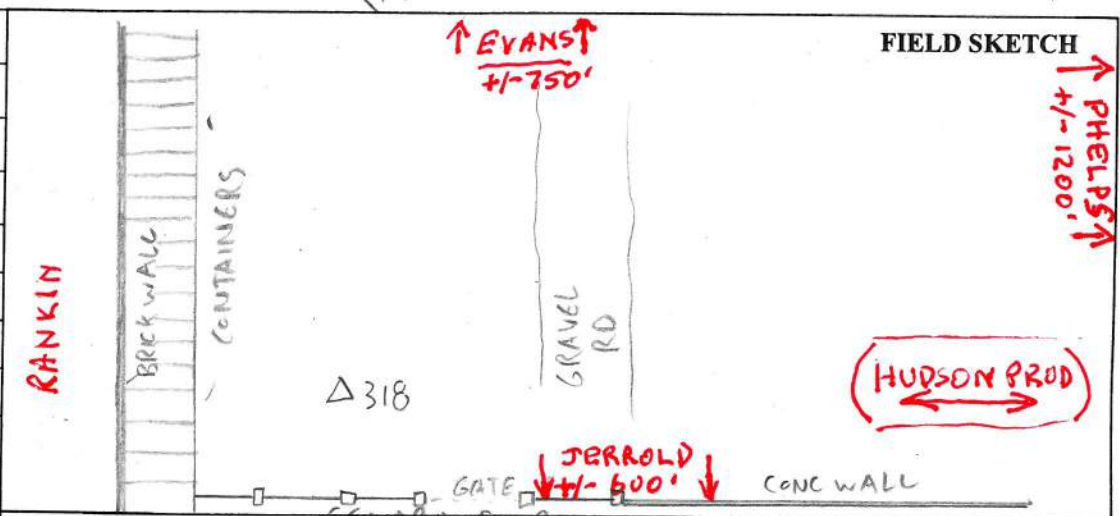 FIELD SKETCH
↑ EVANS ↑
+/- 750'
↑ PHELPS ↑
+/- 1200'
RANKIN
BRICK WALL
CONTAINERS
GRAVEL
RD
(HUDSON PROD)
△ 318
JERROLD
+/- 600'
GATE
CONC WALL